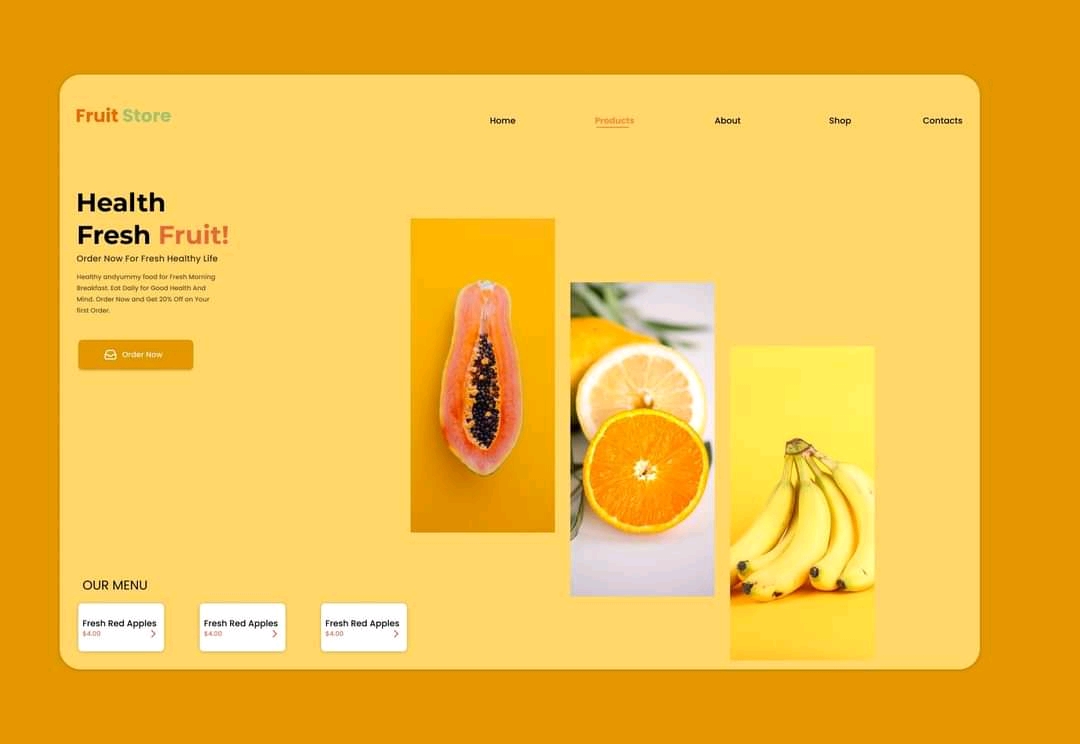 Fruit Store
Home
Products
About
Shop
Contacts
Health
Fresh Fruit!
Order Now For Fresh Healthy Life
Healthy andyummy food for Fresh Morning
Breakfast. Eat Daily for Good Health And
Mind. Order Now and Get 20% Off on Your
first Order.
Order Now
OUR MENU
Fresh Red Apples
$4.00
Fresh Red Apples
$4.00
Fresh Red Apples
$4.00